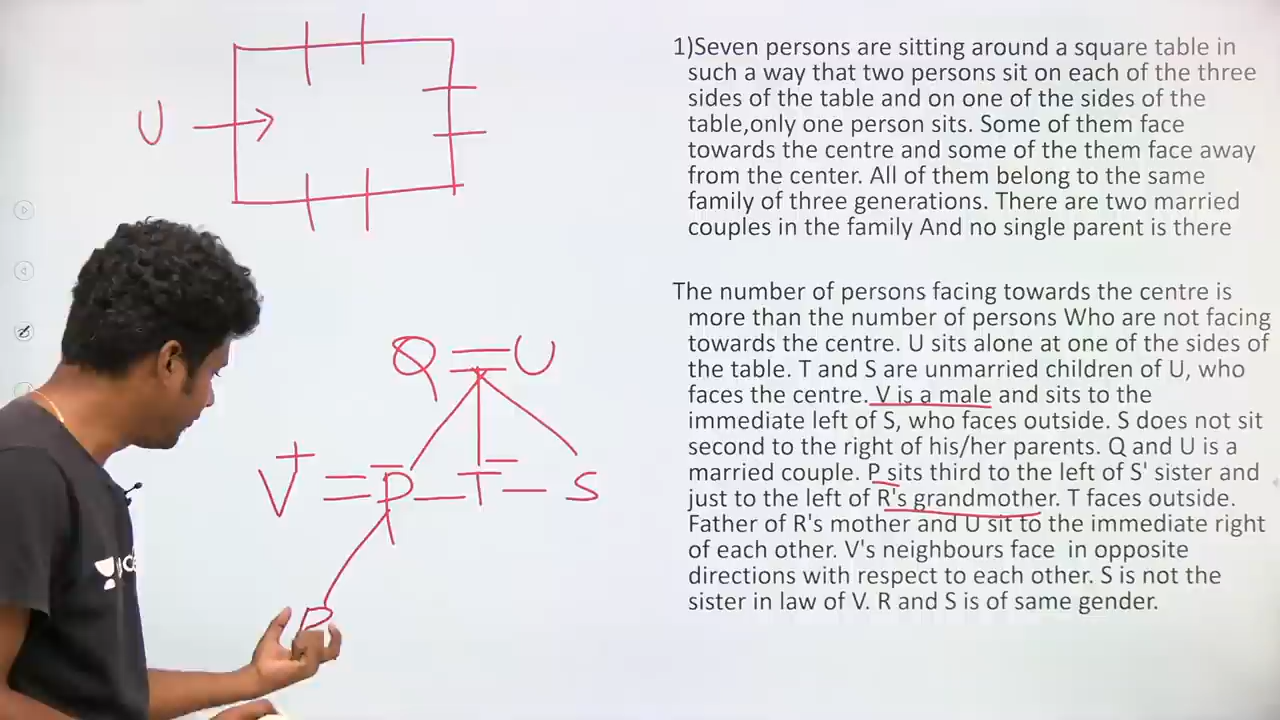 1)Seven persons are sitting around a square table in
such a way that two persons sit on each of the three
sides of the table and on one of the sides of the
table,only one person sits. Some of them face
towards the centre and some of the them face away
from the center. All of them belong to the same
family of three generations. There are two married
couples in the family And no single parent is there
The number of persons facing towards the centre is
more than the number of persons Who are not facing
towards the centre. U sits alone at one of the sides of
the table. T and S are unmarried children of U, who
faces the centre. V is a male and sits to the
immediate left of S, who faces outside. S does not sit
second to the right of his/her parents. Q and U is a
married couple. P sits third to the left of S' sister and
just to the left of R's grandmother. T faces outside.
Father of R's mother and U sit to the immediate right
of each other. V's neighbours face in opposite
directions with respect to each other. S is not the
sister in law of V. R and S is of same gender.
U
Q = U
V+ = P - T - S